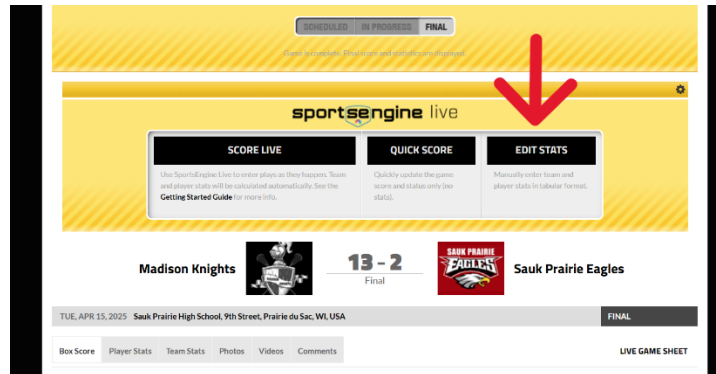 SCHEDULED IN PROGRESS FINAL
Game is complete. Final score and statistics are displayed.
sportsengine live
SCORE LIVE
Use SportsEngine Live to enter plays as they happen. Team
and player stats will be calculated automatically. See the
Getting Started Guide for more info.
QUICK SCORE
Quickly update the game
score and status only (no
stats).
EDIT STATS
Manually enter team and
player stats in tabular format.
Madison Knights
13 - 2
Final
SAUK PRAIRIE
EAGLES
Sauk Prairie Eagles
TUE, APR 15, 2025 Sauk Prairie High School, 9th Street, Prairie du Sac, WI, USA
FINAL
Box Score Player Stats Team Stats Photos Videos Comments
LIVE GAME SHEET